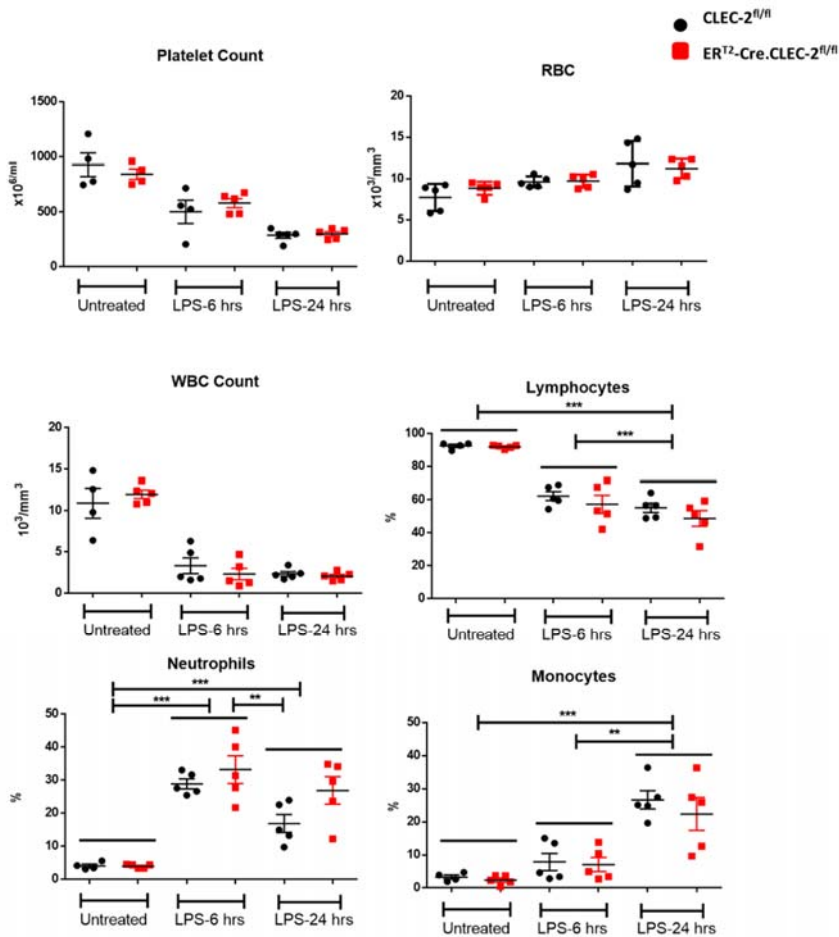 CLEC-2fl/fl
ERT2-Cre.CLEC-2fl/fl
Platelet Count
x10⁶/ml
1500
1000
500
0
Untreated LPS-6 hrs LPS-24 hrs
RBC
x10³/mm³
15
10
5
0
Untreated LPS-6 hrs LPS-24 hrs
WBC Count
10³/mm³
20
15
10
5
0
Untreated LPS-6 hrs LPS-24 hrs
Lymphocytes
***
***
%
100
80
60
40
20
0
Untreated LPS-6 hrs LPS-24 hrs
Neutrophils
***
*** **
%
50
40
30
20
10
0
Untreated LPS-6 hrs LPS-24 hrs
Monocytes
***
**
%
50
40
30
20
10
0
Untreated LPS-6 hrs LPS-24 hrs